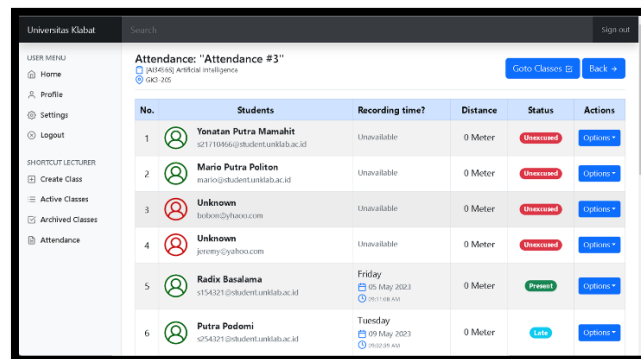 Universitas Klabat
Search
Sign out
USER MENU
Home
Profile
Settings
Logout
SHORTCUT LECTURER
Create Class
Active Classes
Archived Classes
Attendance
Attendance: "Attendance #3"
Artificial Intelligence
GK3-205
Goto Classes
Back →
No. Students Recording time? Distance Status Actions
1 Yonatan Putra Mamahit Unavailable 0 Meter Unexcused Options
s21710466@student.unklab.ac.id
2 Mario Putra Politon Unavailable 0 Meter Unexcused Options
mario@student.unklab.ac.id
3 Unknown Unavailable 0 Meter Unexcused Options
bobon@yhaoo.com
4 Unknown Unavailable 0 Meter Unexcused Options
jeremy@yahoo.com
5 Radix Basalama 0 Meter Present Options
s154321@student.unklab.ac.id
Friday
05 May 2023
6 Putra Podomi 0 Meter Late Options
s254321@student.unklab.ac.id
Tuesday
09 May 2023